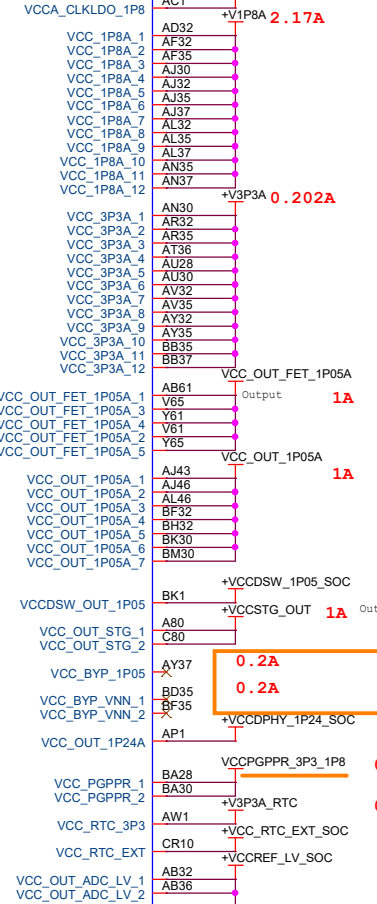 VCCA_CLKLDO_1P8
+V1P8A 2.17A
VCC_1P8A_1 AD32
VCC_1P8A_2 AF32
VCC_1P8A_3 AF35
VCC_1P8A_4 AJ30
VCC_1P8A_5 AJ32
VCC_1P8A_6 AJ35
VCC_1P8A_7 AJ37
VCC_1P8A_8 AL32
VCC_1P8A_9 AL35
VCC_1P8A_10 AL37
VCC_1P8A_11 AN35
VCC_1P8A_12 AN37
+V3P3A 0.202A
VCC_3P3A_1 AN30
VCC_3P3A_2 AR32
VCC_3P3A_3 AR35
VCC_3P3A_4 AT36
VCC_3P3A_5 AU28
VCC_3P3A_6 AU30
VCC_3P3A_7 AV32
VCC_3P3A_8 AV35
VCC_3P3A_9 AY32
VCC_3P3A_10 AY35
VCC_3P3A_11 BB35
VCC_3P3A_12 BB37
VCC_OUT_FET_1P05A
Output 1A
VCC_OUT_FET_1P05A_1 AB61
VCC_OUT_FET_1P05A_3 V65
VCC_OUT_FET_1P05A_4 Y61
VCC_OUT_FET_1P05A_2 V61
VCC_OUT_FET_1P05A_5 Y65
VCC_OUT_1P05A
1A
VCC_OUT_1P05A_1 AJ43
VCC_OUT_1P05A_2 AJ46
VCC_OUT_1P05A_3 AL46
VCC_OUT_1P05A_4 BF32
VCC_OUT_1P05A_5 BH32
VCC_OUT_1P05A_6 BK30
VCC_OUT_1P05A_7 BM30
+VCCDSW_1P05_SOC
VCCDSW_OUT_1P05 BK1
+VCCSTG_OUT 1A Out
VCC_OUT_STG_1 A80
VCC_OUT_STG_2 C80
VCC_BYP_1P05 AY37 0.2A
VCC_BYP_VNN_1 BD35 0.2A
VCC_BYP_VNN_2 BF35
+VCCDPHY_1P24_SOC
VCC_OUT_1P24A AP1
VCCPGPPR_3P3_1P8
VCC_PGPPR_1 BA28
VCC_PGPPR_2 BA30
+V3P3A_RTC
VCC_RTC_3P3 AW1
+VCC_RTC_EXT_SOC
VCC_RTC_EXT CR10
+VCCREF_LV_SOC
VCC_OUT_ADC_LV_1 AB32
VCC_OUT_ADC_LV_2 AB36